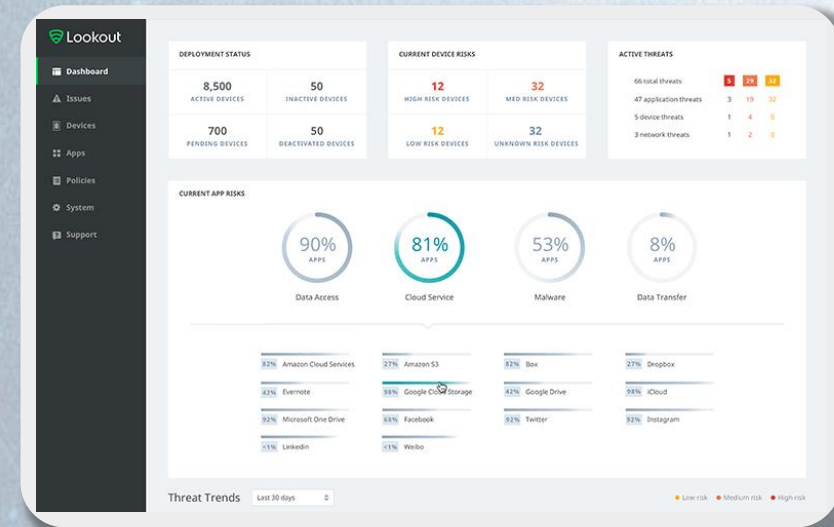 Lookout
Dashboard
Issues
Devices
Apps
Policies
System
Support
DEPLOYMENT STATUS
8,500
ACTIVE DEVICES
50
INACTIVE DEVICES
700
PENDING DEVICES
50
DEACTIVATED DEVICES
CURRENT DEVICE RISKS
12
HIGH RISK DEVICES
32
MED RISK DEVICES
12
LOW RISK DEVICES
32
UNKNOWN RISK DEVICES
ACTIVE THREATS
66 total threats 5 29 32
47 application threats 3 19 32
5 device threats 1 4 0
3 network threats 1 2 0
CURRENT APP RISKS
90%
APPS
Data Access
81%
APPS
Cloud Service
53%
APPS
Malware
8%
APPS
Data Transfer
82% Amazon Cloud Services
27% Amazon S3
82% Box
27% Dropbox
42% Evernote
98% Google Cloud Storage
42% Google Drive
98% iCloud
92% Microsoft One Drive
68% Facebook
92% Twitter
92% Instagram
<1% Linkedin
<1% Weibo
Threat Trends
Last 30 days
Low risk
Medium risk
High risk